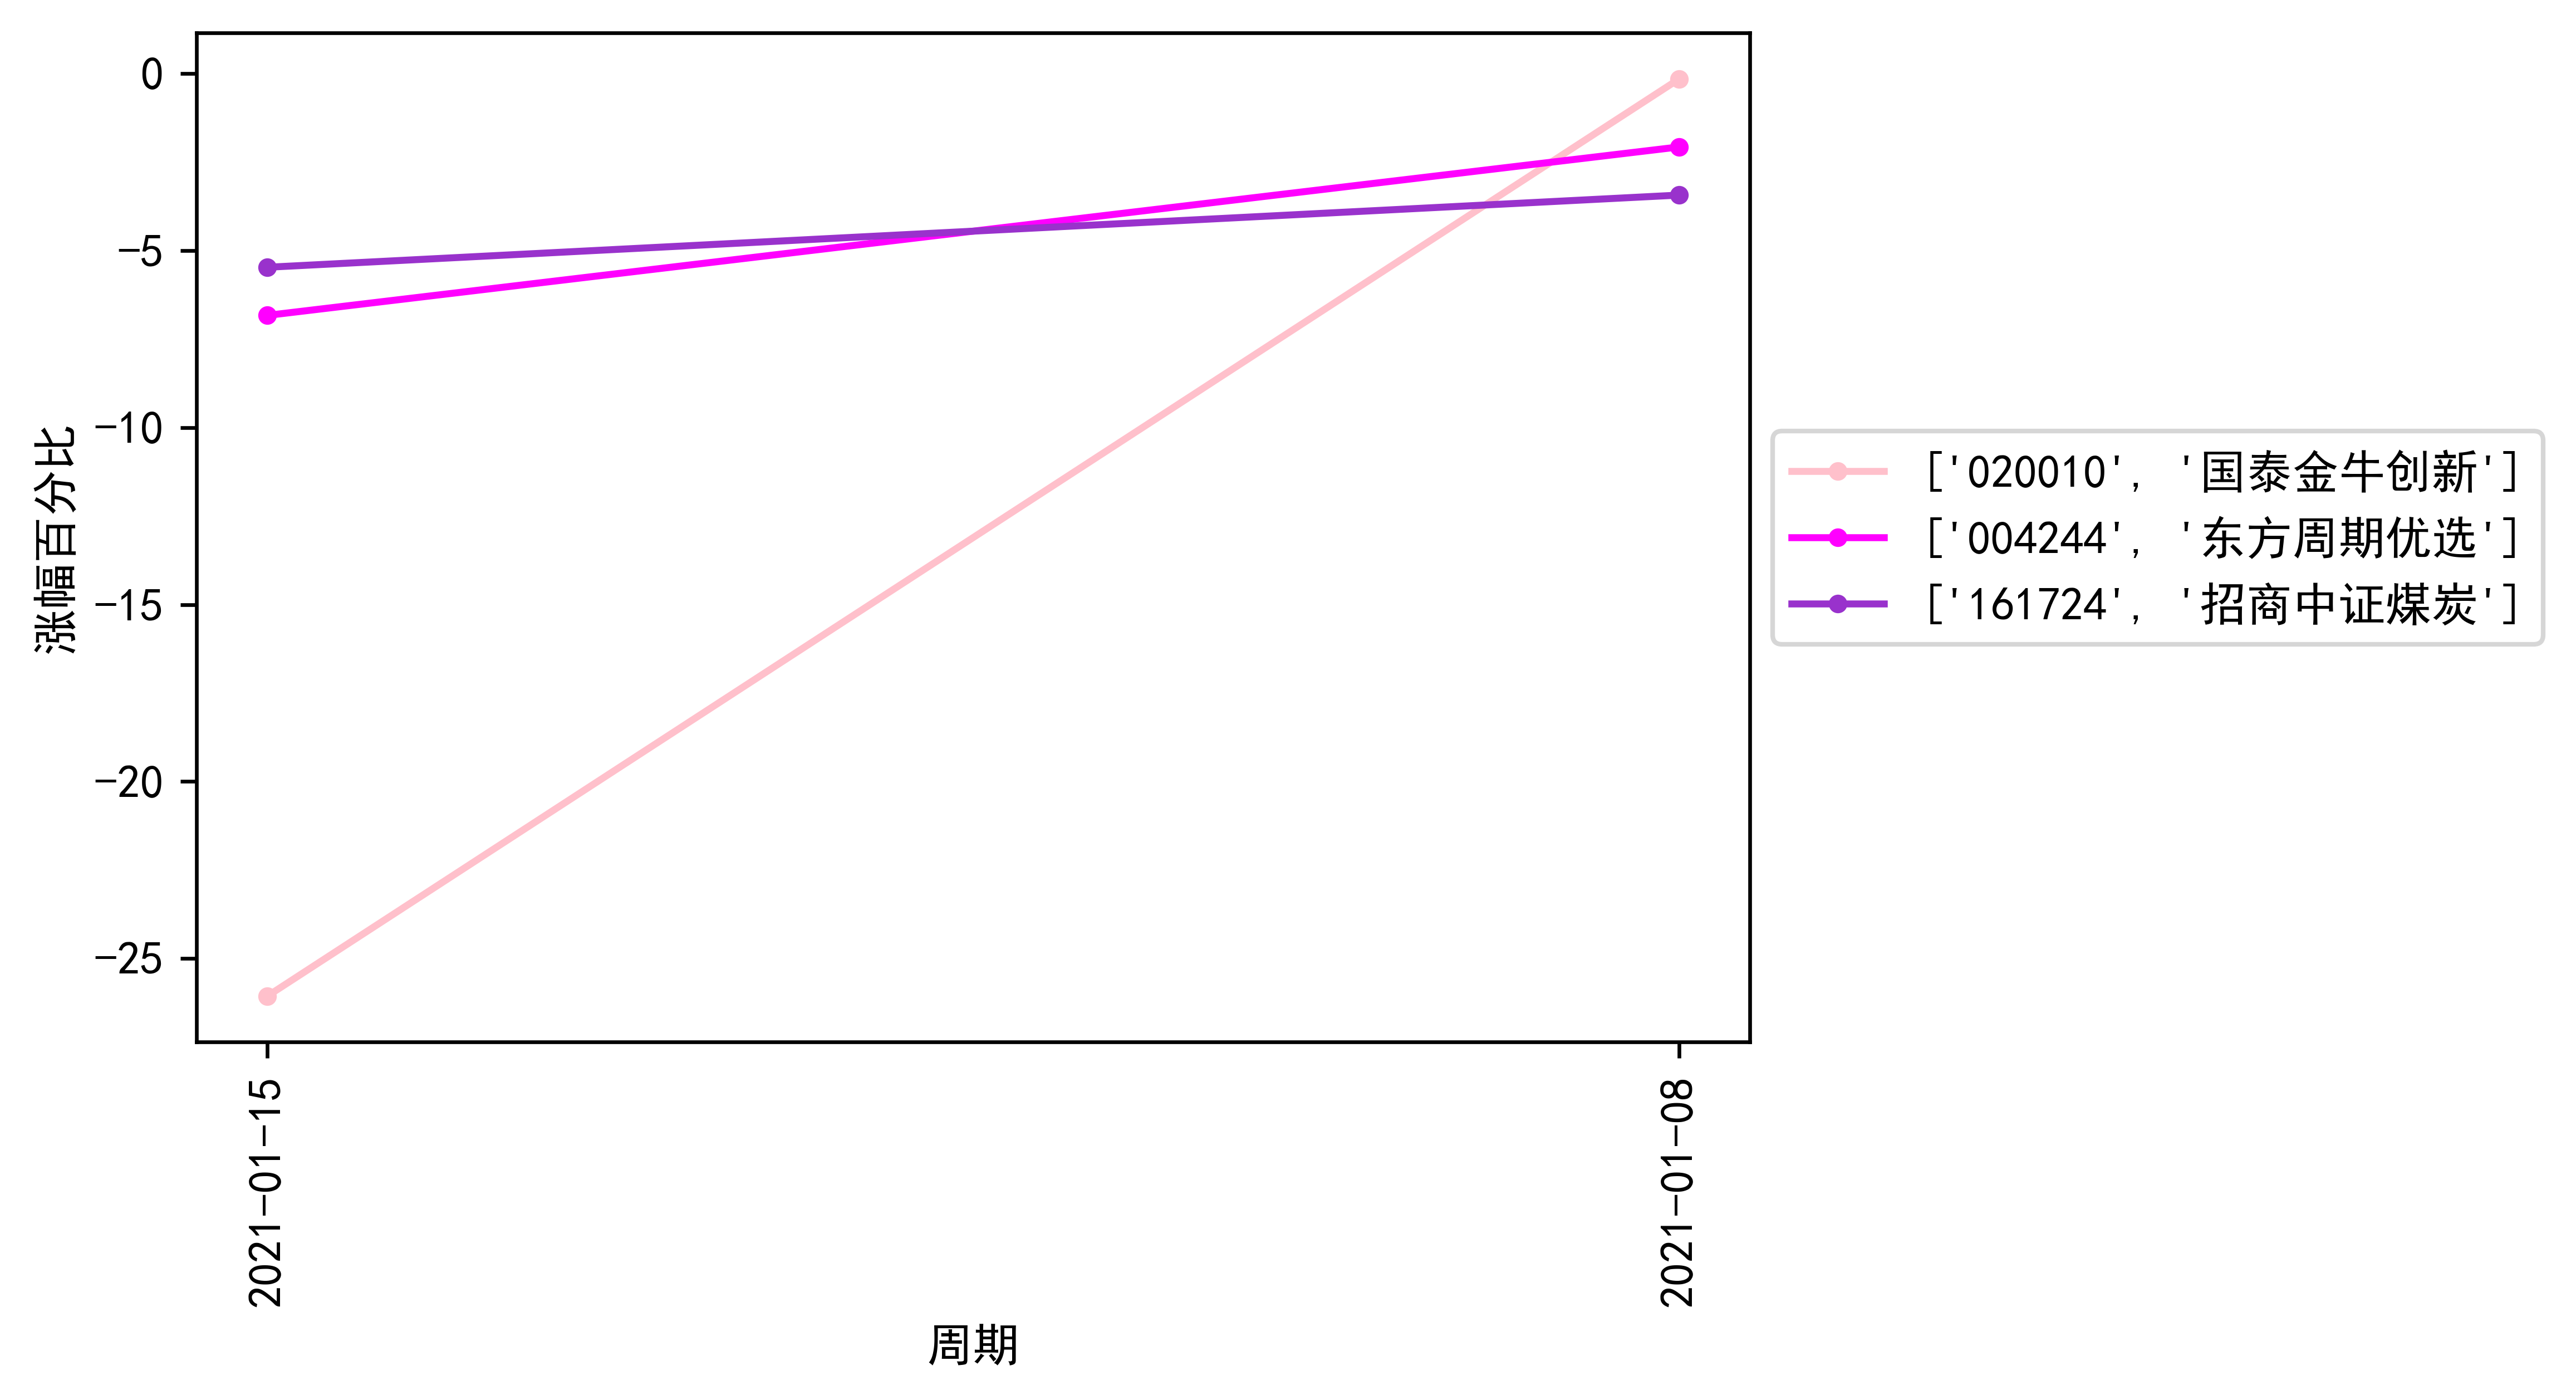 0
−5
−10
−15
−20
−25
涨幅百分比
2021-01-15
2021-01-08
周期
['020010', '国泰金牛创新']
['004244', '东方周期优选']
['161724', '招商中证煤炭']